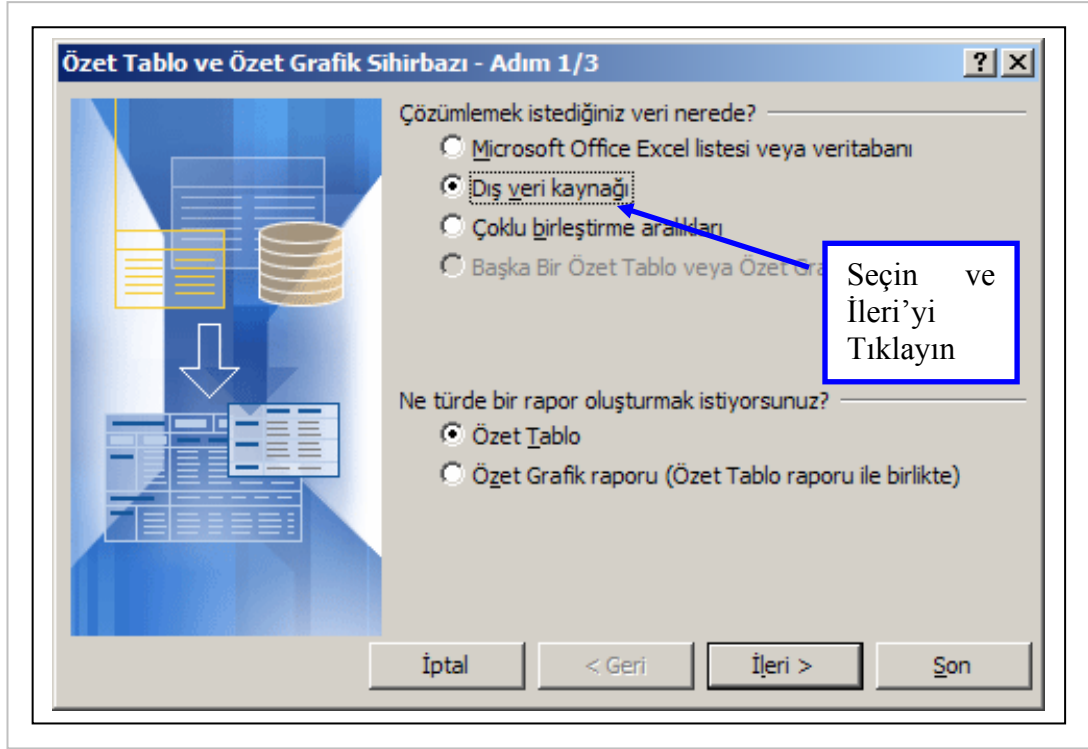 Özet Tablo ve Özet Grafik Sihirbazı - Adım 1/3
Çözümlemek istediğiniz veri nerede?
Microsoft Office Excel listesi veya veritabanı
Dış veri kaynağı
Çoklu birleştirme aralıkları
Başka Bir Özet Tablo veya Özet
Seçin ve
İleri’yi
Tıklayın
Ne türde bir rapor oluşturmak istiyorsunuz?
Özet Tablo
Özet Grafik raporu (Özet Tablo raporu ile birlikte)
İptal
< Geri
İleri >
Son